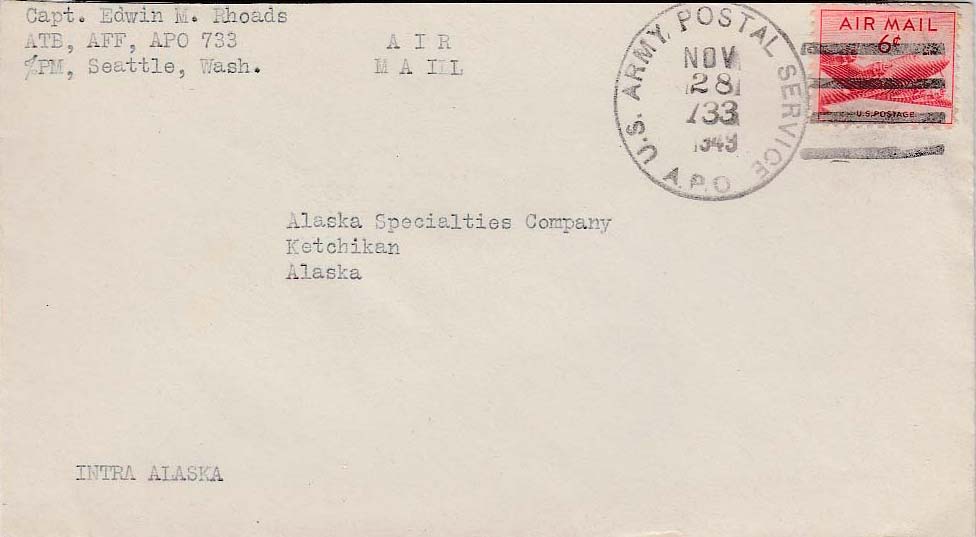 Capt. Edwin M. Rhoads
ATB, AFF, APO 733
c/PM, Seattle, Wash.
A I R
M A I L
U.S. ARMY. POSTAL SERVICE
NOV
28
733
1949
A.P.O
AIR MAIL
6¢
U.S. POSTAGE
Alaska Specialties Company
Ketchikan
Alaska
INTRA ALASKA